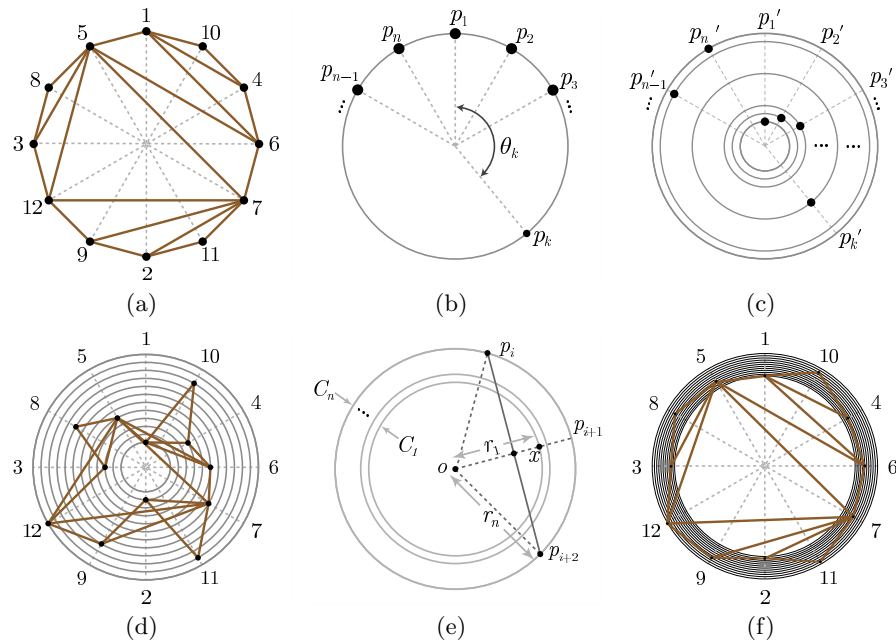 1
5 10
8 4
3 6
12 7
9 11
2
(a)
p₁
pₙ p₂
pₙ₋₁ p₃
... ...
θₖ
pₖ
(b)
p₁′
pₙ′ p₂′
pₙ₋₁′ p₃′
... ...
... ...
pₖ′
(c)
1
5 10
8 4
3 6
12 7
9 11
2
(d)
pᵢ
Cₙ
...
C₁ r₁ pᵢ₊₁
o x
rₙ
pᵢ₊₂
(e)
1
5 10
8 4
3 6
12 7
9 11
2
(f)